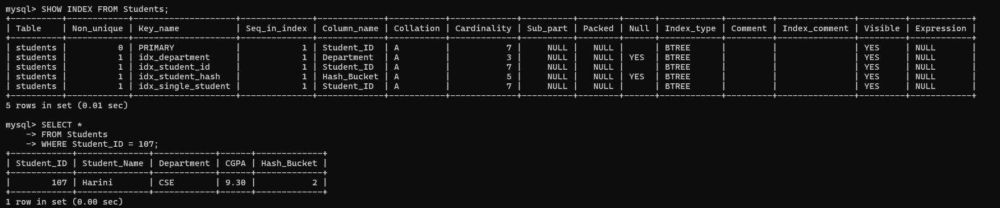 mysql> SHOW INDEX FROM Students;
+----------+------------+--------------------+--------------+-------------+-----------+-------------+----------+--------+------+------------+---------+---------------+---------+------------+
| Table    | Non_unique | Key_name           | Seq_in_index | Column_name | Collation | Cardinality | Sub_part | Packed | Null | Index_type | Comment | Index_comment | Visible | Expression |
+----------+------------+--------------------+--------------+-------------+-----------+-------------+----------+--------+------+------------+---------+---------------+---------+------------+
| students |          0 | PRIMARY            |            1 | Student_ID  | A         |           7 |     NULL |   NULL |      | BTREE      |         |               | YES     | NULL       |
| students |          1 | idx_department     |            1 | Department  | A         |           3 |     NULL |   NULL | YES  | BTREE      |         |               | YES     | NULL       |
| students |          1 | idx_student_id     |            1 | Student_ID  | A         |           7 |     NULL |   NULL |      | BTREE      |         |               | YES     | NULL       |
| students |          1 | idx_student_hash   |            1 | Hash_Bucket | A         |           5 |     NULL |   NULL | YES  | BTREE      |         |               | YES     | NULL       |
| students |          1 | idx_single_student |            1 | Student_ID  | A         |           7 |     NULL |   NULL |      | BTREE      |         |               | YES     | NULL       |
+----------+------------+--------------------+--------------+-------------+-----------+-------------+----------+--------+------+------------+---------+---------------+---------+------------+
5 rows in set (0.01 sec)

mysql> SELECT *
    -> FROM Students
    -> WHERE Student_ID = 107;
+------------+--------------+------------+------+-------------+
| Student_ID | Student_Name | Department | CGPA | Hash_Bucket |
+------------+--------------+------------+------+-------------+
|        107 | Harini       | CSE        | 9.30 |           2 |
+------------+--------------+------------+------+-------------+
1 row in set (0.00 sec)